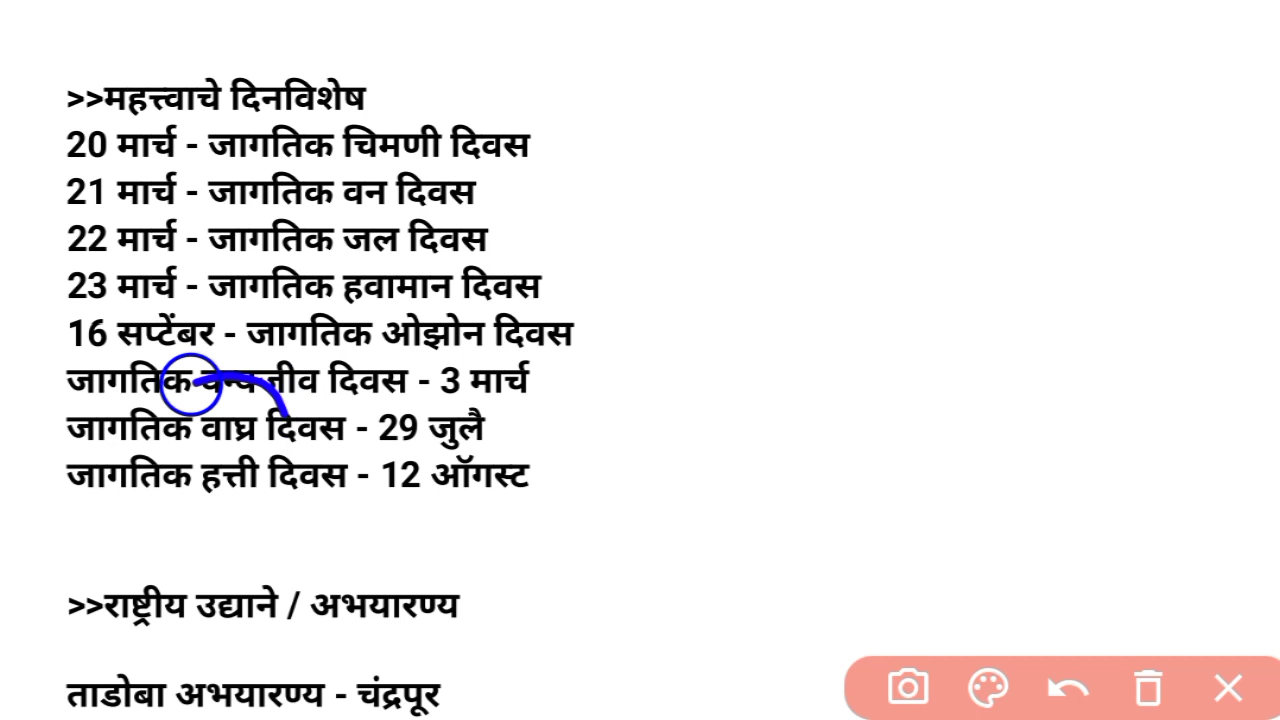 >>महत्त्वाचे दिनविशेष
20 मार्च - जागतिक चिमणी दिवस
21 मार्च - जागतिक वन दिवस
22 मार्च - जागतिक जल दिवस
23 मार्च - जागतिक हवामान दिवस
16 सप्टेंबर - जागतिक ओझोन दिवस
जागतिक वन्यजीव दिवस - 3 मार्च
जागतिक वाघ्र दिवस - 29 जुलै
जागतिक हत्ती दिवस - 12 ऑगस्ट
>>राष्ट्रीय उद्याने / अभयारण्य
ताडोबा अभयारण्य - चंद्रपूर